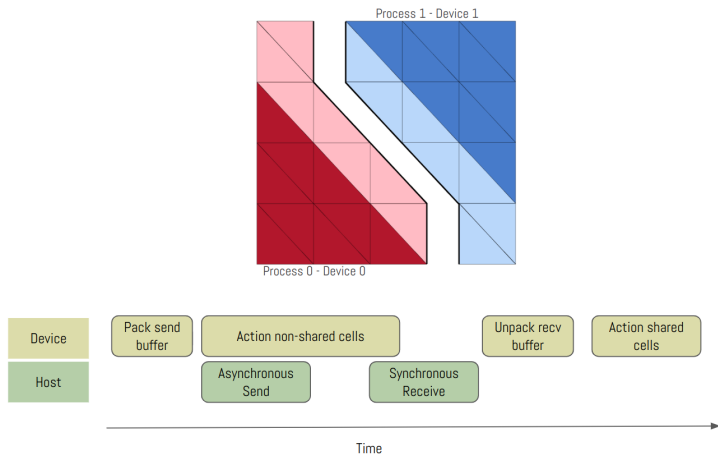 Process 1 - Device 1
Process 0 - Device 0
Device
Pack send
buffer
Action non-shared cells
Unpack recv
buffer
Action shared
cells
Host
Asynchronous
Send
Synchronous
Receive
Time